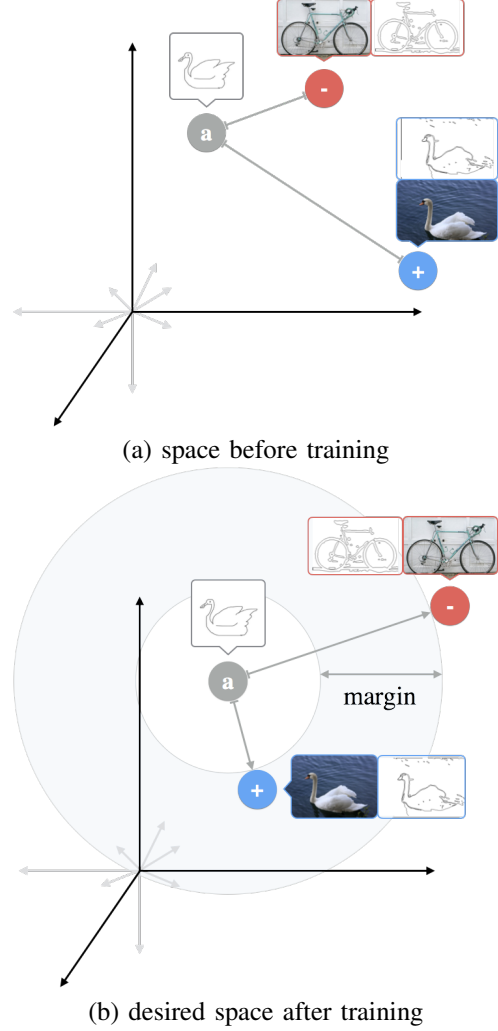 -
a
+
(a) space before training
-
a
margin
+
(b) desired space after training